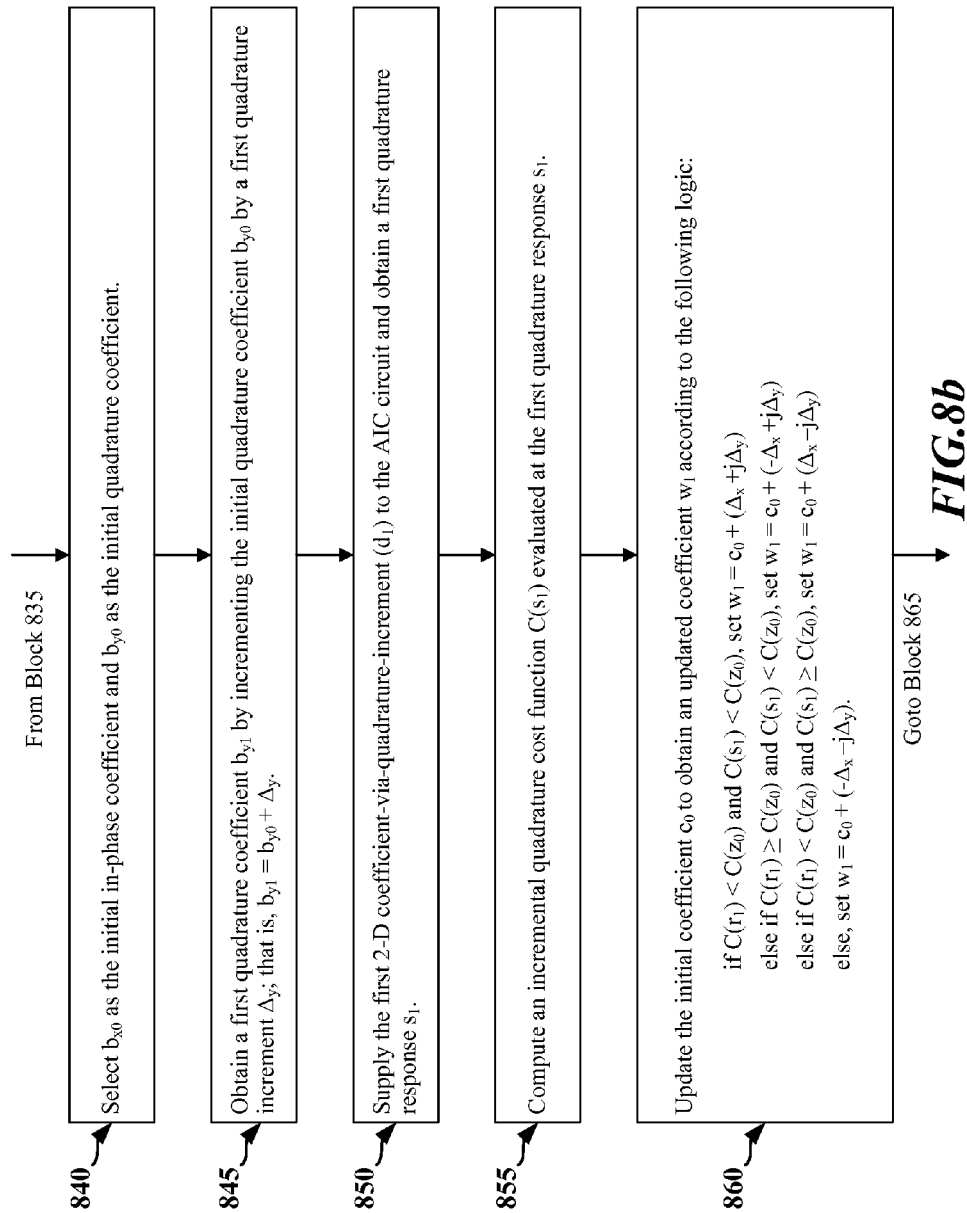 From Block 835
840
Select b_x0 as the initial in-phase coefficient and b_y0 as the initial quadrature coefficient.
845
Obtain a first quadrature coefficient b_y1 by incrementing the initial quadrature coefficient b_y0 by a first quadrature
increment Δ_y; that is, b_y1 = b_y0 + Δ_y.
850
Supply the first 2-D coefficient-via-quadrature-increment (d_1) to the AIC circuit and obtain a first quadrature
response s_1.
855
Compute an incremental quadrature cost function C(s_1) evaluated at the first quadrature response s_1.
860
Update the initial coefficient c_0 to obtain an updated coefficient w_1 according to the following logic:
if C(r_1) < C(z_0) and C(s_1) < C(z_0), set w_1 = c_0 + (Δ_x +jΔ_y)
else if C(r_1) ≥ C(z_0) and C(s_1) < C(z_0), set w_1 = c_0 + (-Δ_x +jΔ_y)
else if C(r_1) < C(z_0) and C(s_1) ≥ C(z_0), set w_1 = c_0 + (Δ_x –jΔ_y)
else, set w_1 = c_0 + (-Δ_x –jΔ_y).
Goto Block 865
FIG.8b